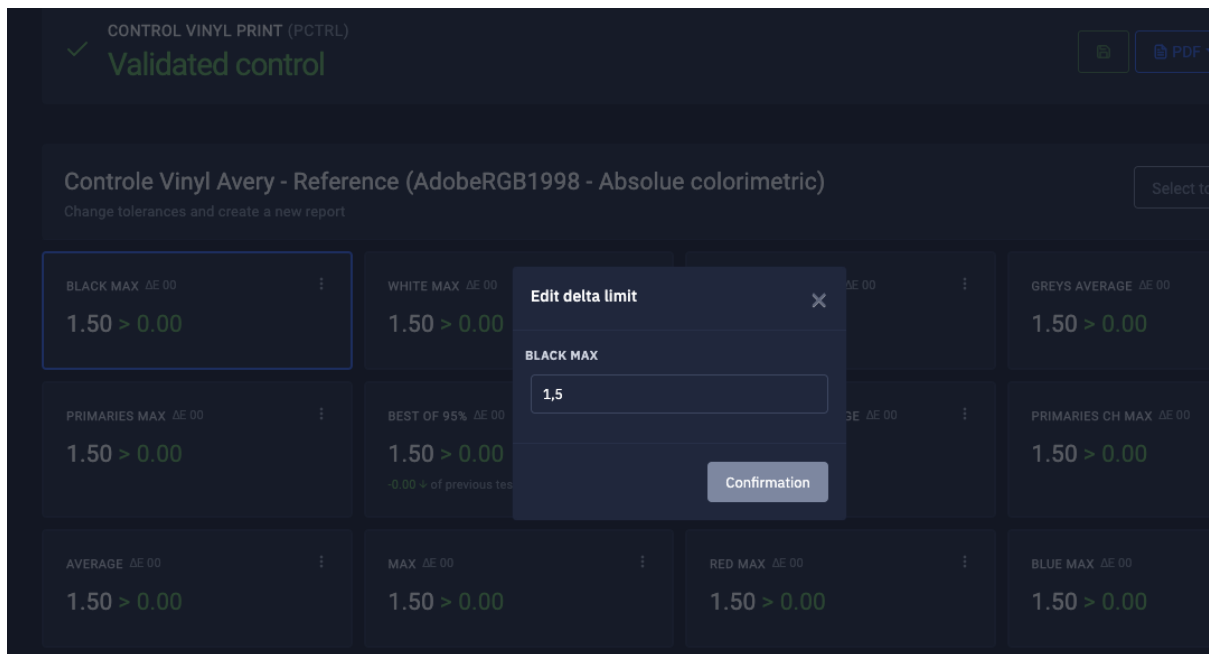 CONTROL VINYL PRINT (PCTRL)
Validated control
PDF
Controle Vinyl Avery - Reference (AdobeRGB1998 - Absolue colorimetric)
Change tolerances and create a new report
Select
BLACK MAX ΔE 00
1.50 > 0.00
WHITE MAX ΔE 00
1.50 > 0.00
ΔE 00
GREYS AVERAGE ΔE 00
1.50 > 0.00
Edit delta limit
BLACK MAX
1,5
Confirmation
PRIMARIES MAX ΔE 00
1.50 > 0.00
BEST OF 95% ΔE 00
1.50 > 0.00
-0.00 ↓ of previous
ΔE 00
PRIMARIES CH MAX ΔE 00
1.50 > 0.00
AVERAGE ΔE 00
1.50 > 0.00
MAX ΔE 00
1.50 > 0.00
RED MAX ΔE 00
1.50 > 0.00
BLUE MAX ΔE 00
1.50 > 0.00